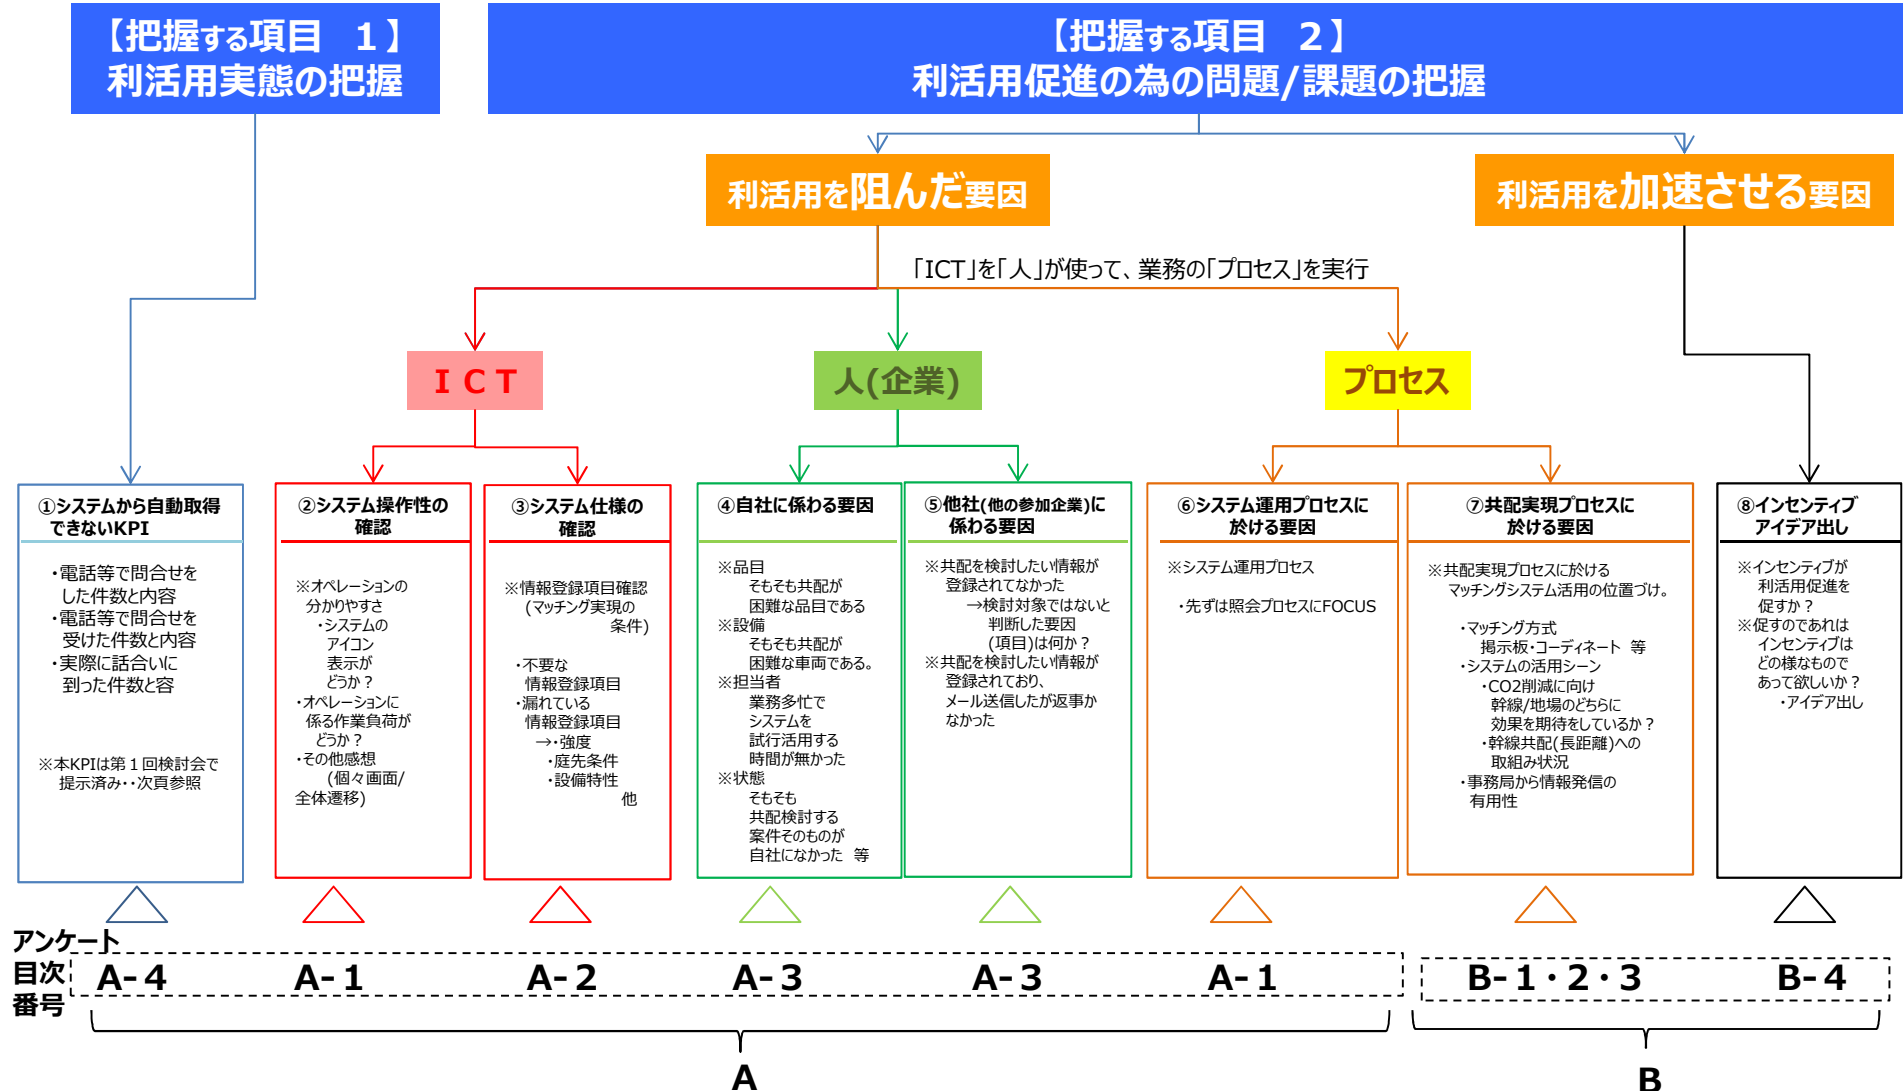 【把握する項目　１】
利活用実態の把握
【把握する項目　２】
利活用促進の為の問題/課題の把握
利活用を阻んだ要因
利活用を加速させる要因
「ICT」を「人」が使って、業務の「プロセス」を実行
ＩＣＴ
人(企業)
プロセス
①システムから自動取得
できないKPI
・電話等で問合せを
した件数と内容
・電話等で問合せを
受けた件数と内容
・実際に話合いに
到った件数と容
※本KPIは第１回検討会で
提示済み・・次頁参照
②システム操作性の
確認
※オペレーションの
分かりやすさ
・システムの
アイコン
表示が
どうか？
・オペレーションに
係る作業負荷が
どうか？
・その他感想
(個々画面/
全体遷移)
③システム仕様の
確認
※情報登録項目確認
(マッチング実現の
条件)
・不要な
情報登録項目
・漏れている
情報登録項目
→・強度
・庭先条件
・設備特性
他
④自社に係わる要因
※品目
そもそも共配が
困難な品目である
※設備
そもそも共配が
困難な車両である。
※担当者
業務多忙で
システムを
試行活用する
時間が無かった
※状態
そもそも
共配検討する
案件そのものが
自社になかった　等
⑤他社(他の参加企業)に
係わる要因
※共配を検討したい情報が
登録されてなかった
→検討対象ではないと
判断した要因
(項目)は何か？
※共配を検討したい情報が
登録されており、
メール送信したが返事か
なかった
⑥システム運用プロセスに
於ける要因
※システム運用プロセス
・先ずは照会プロセスにFOCUS
⑦共配実現プロセスに
於ける要因
※共配実現プロセスに於ける
マッチングシステム活用の位置づけ。
・マッチング方式
掲示板・コーディネート　等
・システムの活用シーン
・CO2削減に向け
幹線/地場のどちらに
効果を期待をしているか？
・幹線共配(長距離)への
取組み状況
・事務局から情報発信の
有用性
⑧インセンティブ
アイデア出し
※インセンティブが
利活用促進を
促すか？
※促すのであれは
インセンティブは
どの様なもので
あって欲しいか？
・アイデア出し
アンケート
目次
番号
A-４
A-１
A-２
A-３
A-３
A-１
B-１・２・３
B-４
A
B